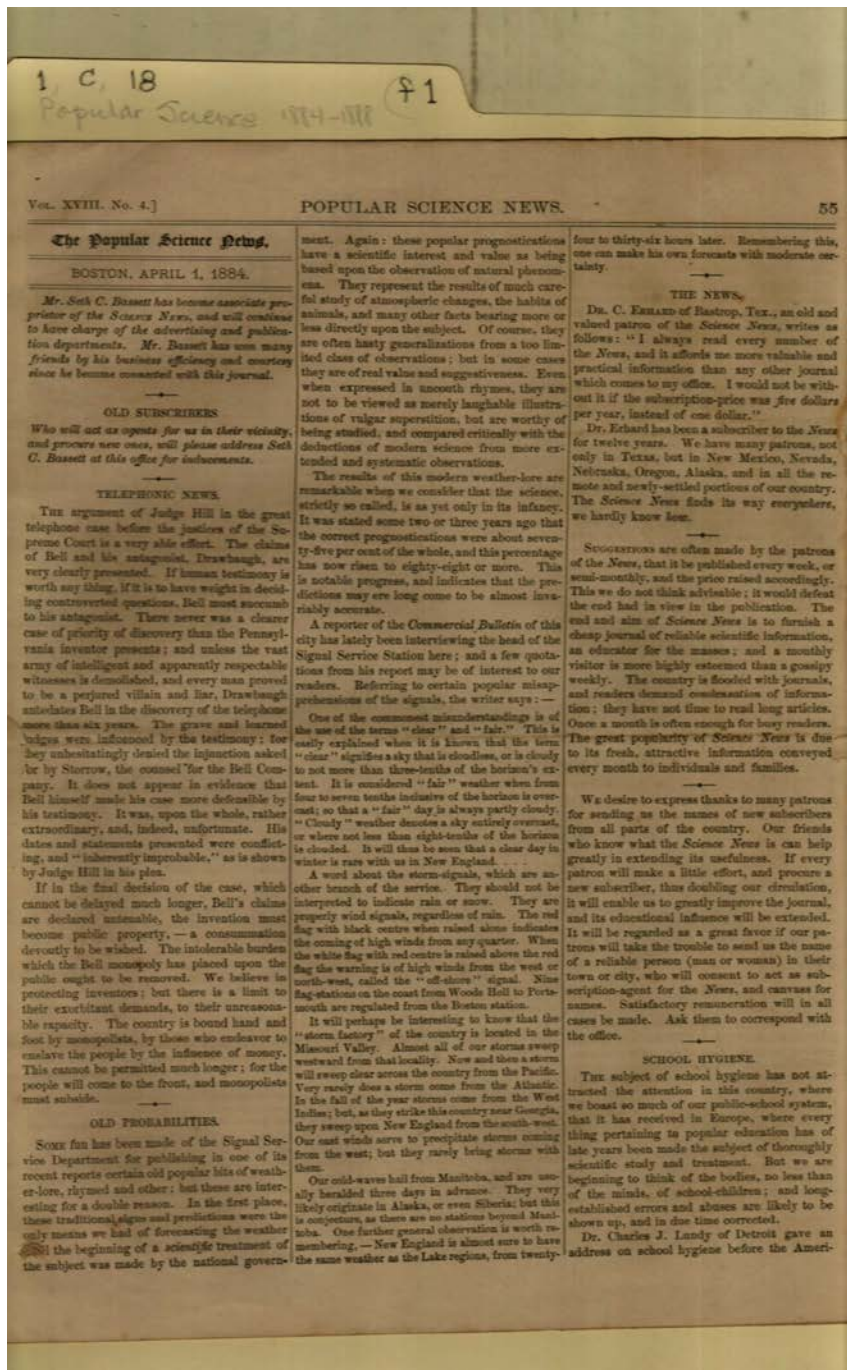 1, C, 18
f 1
Popular Science 1884-1888
VOL. XVIII. No. 4.]
POPULAR SCIENCE NEWS.
55
The Popular Science News.
BOSTON, APRIL 1, 1884.
Mr. Seth C. Bassett has become associate pro-
prietor of the SCIENCE NEWS, and will continue
to have charge of the advertising and publica-
tion departments. Mr. Bassett has won many
friends by his business efficiency and courtesy
since he became connected with this journal.
OLD SUBSCRIBERS
Who will act as agents for us in their vicinity,
and procure new ones, will please address Seth
C. Bassett at this office for inducements.
TELEPHONIC NEWS.
THE argument of Judge Hill in the great
telephone case before the justices of the Su-
preme Court is a very able effort. The claims
of Bell and his antagonist, Drawbaugh, are
very clearly presented. If human testimony is
worth any thing, if it is to have weight in decid-
ing controverted questions, Bell must succumb
to his antagonist. There never was a clearer
case of priority of discovery than the Pennsyl-
vania inventor presents; and unless the vast
army of intelligent and apparently respectable
witnesses is demolished, and every man proved
to be a perjured villain and liar, Drawbaugh
antedates Bell in the discovery of the telephone
more than six years. The grave and learned
judges were influenced by the testimony; for
they unhesitatingly denied the injunction asked
for by Storrow, the counsel for the Bell Com-
pany. It does not appear in evidence that
Bell himself made his case more defensible by
his testimony. It was, upon the whole, rather
extraordinary, and, indeed, unfortunate. His
dates and statements presented were conflict-
ing, and "inherently improbable," as is shown
by Judge Hill in his plea.
If in the final decision of the case, which
cannot be delayed much longer, Bell's claims
are declared untenable, the invention must
become public property, — a consummation
devoutly to be wished. The intolerable burden
which the Bell monopoly has placed upon the
public ought to be removed. We believe in
protecting inventors; but there is a limit to
their exorbitant demands, to their unreasona-
ble rapacity. The country is bound hand and
foot by monopolists, by those who endeavor to
enslave the people by the influence of money.
This cannot be permitted much longer; for the
people will come to the front, and monopolists
must subside.
OLD PROBABILITIES.
SOME fun has been made of the Signal Ser-
vice Department for publishing in one of its
recent reports certain old popular bits of weath-
er-lore, rhymed and other; but these are inter-
esting for a double reason. In the first place,
these traditional signs and predictions were the
only means we had of forecasting the weather
the beginning of a scientific treatment of
the subject was made by the national govern-
ment. Again: these popular prognostications
have a scientific interest and value as being
based upon the observation of natural phenom-
ena. They represent the results of much care-
ful study of atmospheric changes, the habits of
animals, and many other facts bearing more or
less directly upon the subject. Of course, they
are often hasty generalizations from a too lim-
ited class of observations; but in some cases
they are of real value and suggestiveness. Even
when expressed in uncouth rhymes, they are
not to be viewed as merely laughable illustra-
tions of vulgar superstition, but are worthy of
being studied, and compared critically with the
deductions of modern science from more ex-
tended and systematic observations.
The results of this modern weather-lore are
remarkable when we consider that the science,
strictly so called, is as yet only in its infancy.
It was stated some two or three years ago that
the correct prognostications were about seven-
ty-five per cent of the whole, and this percentage
has now risen to eighty-eight or more. This
is notable progress, and indicates that the pre-
dictions may ere long come to be almost inva-
riably accurate.
A reporter of the Commercial Bulletin of this
city has lately been interviewing the head of the
Signal Service Station here; and a few quota-
tions from his report may be of interest to our
readers. Referring to certain popular misap-
prehensions of the signals, the writer says: —
One of the commonest misunderstandings is of
the use of the terms "clear" and "fair." This is
easily explained when it is known that the term
"clear" signifies a sky that is cloudless, or is cloudy
to not more than three-tenths of the horizon's ex-
tent. It is considered "fair" weather when from
four to seven tenths inclusive of the horizon is over-
cast; so that a "fair" day is always partly cloudy.
"Cloudy" weather denotes a sky entirely overcast,
or where not less than eight-tenths of the horizon
is clouded. It will thus be seen that a clear day in
winter is rare with us in New England. . . .
A word about the storm-signals, which are an-
other branch of the service. They should not be
interpreted to indicate rain or snow. They are
properly wind signals, regardless of rain. The red
flag with black centre when raised alone indicates
the coming of high winds from any quarter. When
the white flag with red centre is raised above the red
flag the warning is of high winds from the west or
north-west, called the "off-shore" signal. Nine
flag-stations on the coast from Woods Holl to Ports-
mouth are regulated from the Boston station.
It will perhaps be interesting to know that the
"storm factory" of the country is located in the
Missouri Valley. Almost all of our storms sweep
westward from that locality. Now and then a storm
will sweep clear across the country from the Pacific.
Very rarely does a storm come from the Atlantic.
In the fall of the year storms come from the West
Indies; but, as they strike this country near Georgia,
they sweep upon New England from the south-west.
Our east winds serve to precipitate storms coming
from the west; but they rarely bring storms with
them.
Our cold-waves hail from Manitoba, and are usu-
ally heralded three days in advance. They very
likely originate in Alaska, or even Siberia; but this
is conjecture, as there are no stations beyond Mani-
toba. One further general observation is worth re-
membering, — New England is almost sure to have
the same weather as the Lake regions, from twenty-
four to thirty-six hours later. Remembering this,
one can make his own forecasts with moderate cer-
tainty.
THE NEWS.
DR. C. ERHARD of Bastrop, Tex., an old and
valued patron of the Science News, writes as
follows: "I always read every number of
the News, and it affords me more valuable and
practical information than any other journal
which comes to my office. I would not be with-
out it if the subscription-price was five dollars
per year, instead of one dollar."
Dr. Erhard has been a subscriber to the News
for twelve years. We have many patrons, not
only in Texas, but in New Mexico, Nevada,
Nebraska, Oregon, Alaska, and in all the re-
mote and newly-settled portions of our country.
The Science News finds its way everywhere,
we hardly know how.
SUGGESTIONS are often made by the patrons
of the News, that it be published every week, or
semi-monthly, and the price raised accordingly.
This we do not think advisable; it would defeat
the end had in view in the publication. The
end and aim of Science News is to furnish a
cheap journal of reliable scientific information,
an educator for the masses; and a monthly
visitor is more highly esteemed than a gossipy
weekly. The country is flooded with journals,
and readers demand condensation of informa-
tion; they have not time to read long articles.
Once a month is often enough for busy readers.
The great popularity of Science News is due
to its fresh, attractive information conveyed
every month to individuals and families.
WE desire to express thanks to many patrons
for sending us the names of new subscribers
from all parts of the country. Our friends
who know what the Science News is can help
greatly in extending its usefulness. If every
patron will make a little effort, and procure a
new subscriber, thus doubling our circulation,
it will enable us to greatly improve the journal,
and its educational influence will be extended.
It will be regarded as a great favor if our pa-
trons will take the trouble to send us the name
of a reliable person (man or woman) in their
town or city, who will consent to act as sub-
scription-agent for the News, and canvass for
names. Satisfactory remuneration will in all
cases be made. Ask them to correspond with
the office.
SCHOOL HYGIENE.
THE subject of school hygiene has not at-
tracted the attention in this country, where
we boast so much of our public-school system,
that it has received in Europe, where every
thing pertaining to popular education has of
late years been made the subject of thoroughly
scientific study and treatment. But we are
beginning to think of the bodies, no less than
of the minds, of school-children; and long-
established errors and abuses are likely to be
shown up, and in due time corrected.
Dr. Charles J. Lundy of Detroit gave an
address on school hygiene before the Ameri-